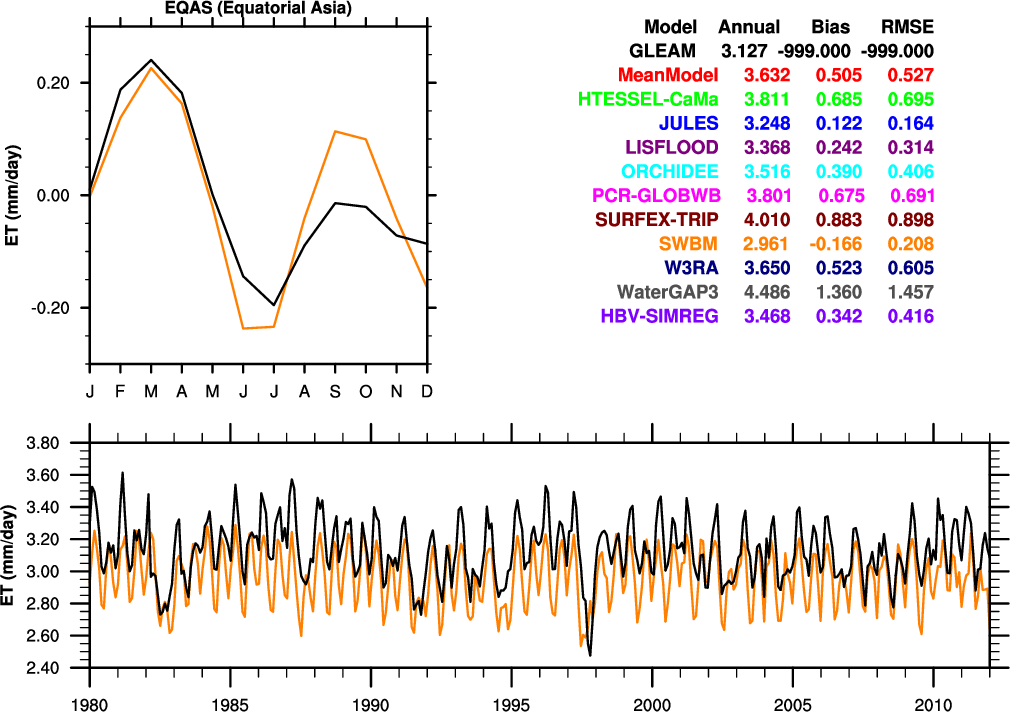 EQAS (Equatorial Asia)
Model Annual Bias RMSE
GLEAM 3.127 -999.000 -999.000
MeanModel 3.632 0.505 0.527
HTESSEL-CaMa 3.811 0.685 0.695
JULES 3.248 0.122 0.164
LISFLOOD 3.368 0.242 0.314
ORCHIDEE 3.516 0.390 0.406
PCR-GLOBWB 3.801 0.675 0.691
SURFEX-TRIP 4.010 0.883 0.898
SWBM 2.961 -0.166 0.208
W3RA 3.650 0.523 0.605
WaterGAP3 4.486 1.360 1.457
HBV-SIMREG 3.468 0.342 0.416
ET (mm/day)
0.20
0.00
-0.20
J F M A M J J A S O N D
ET (mm/day)
3.80
3.60
3.40
3.20
3.00
2.80
2.60
2.40
1980 1985 1990 1995 2000 2005 2010